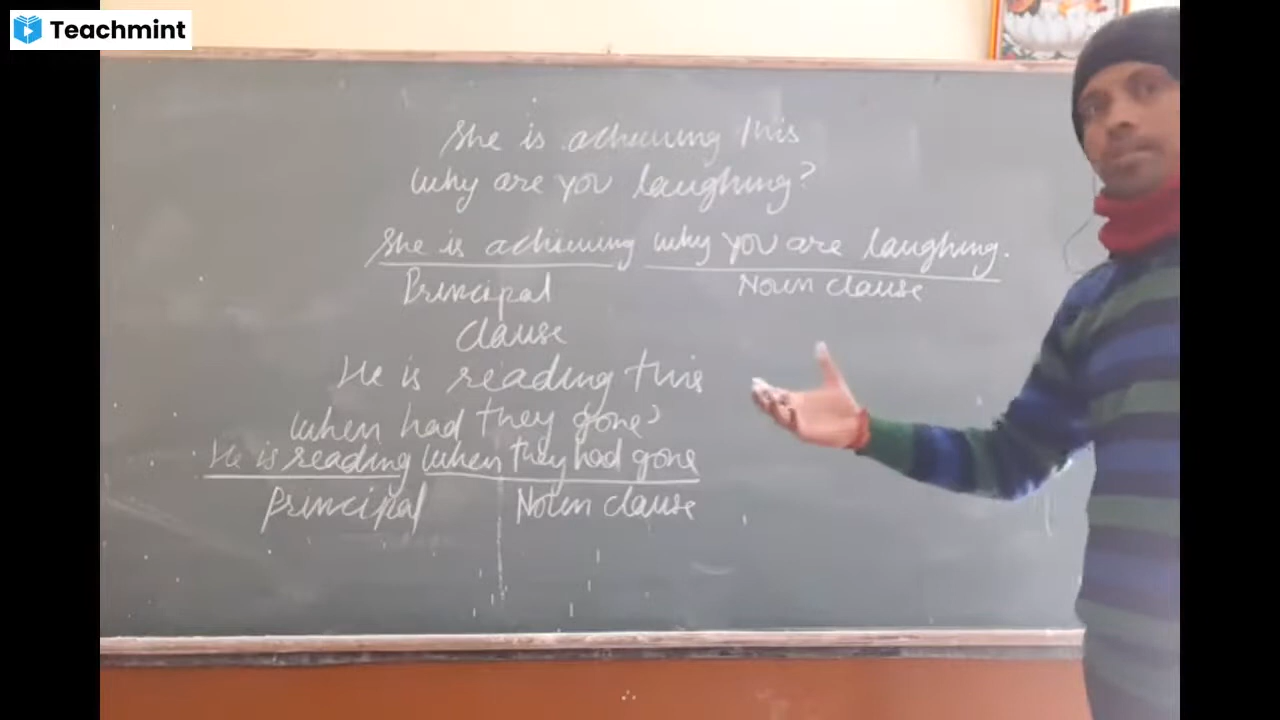 Teachmint
She is achieving this
Why are you laughing?
She is achieving why you are laughing.
Principal Noun clause
clause
He is reading this
When had they gone?
He is reading when they had gone
Principal Noun clause